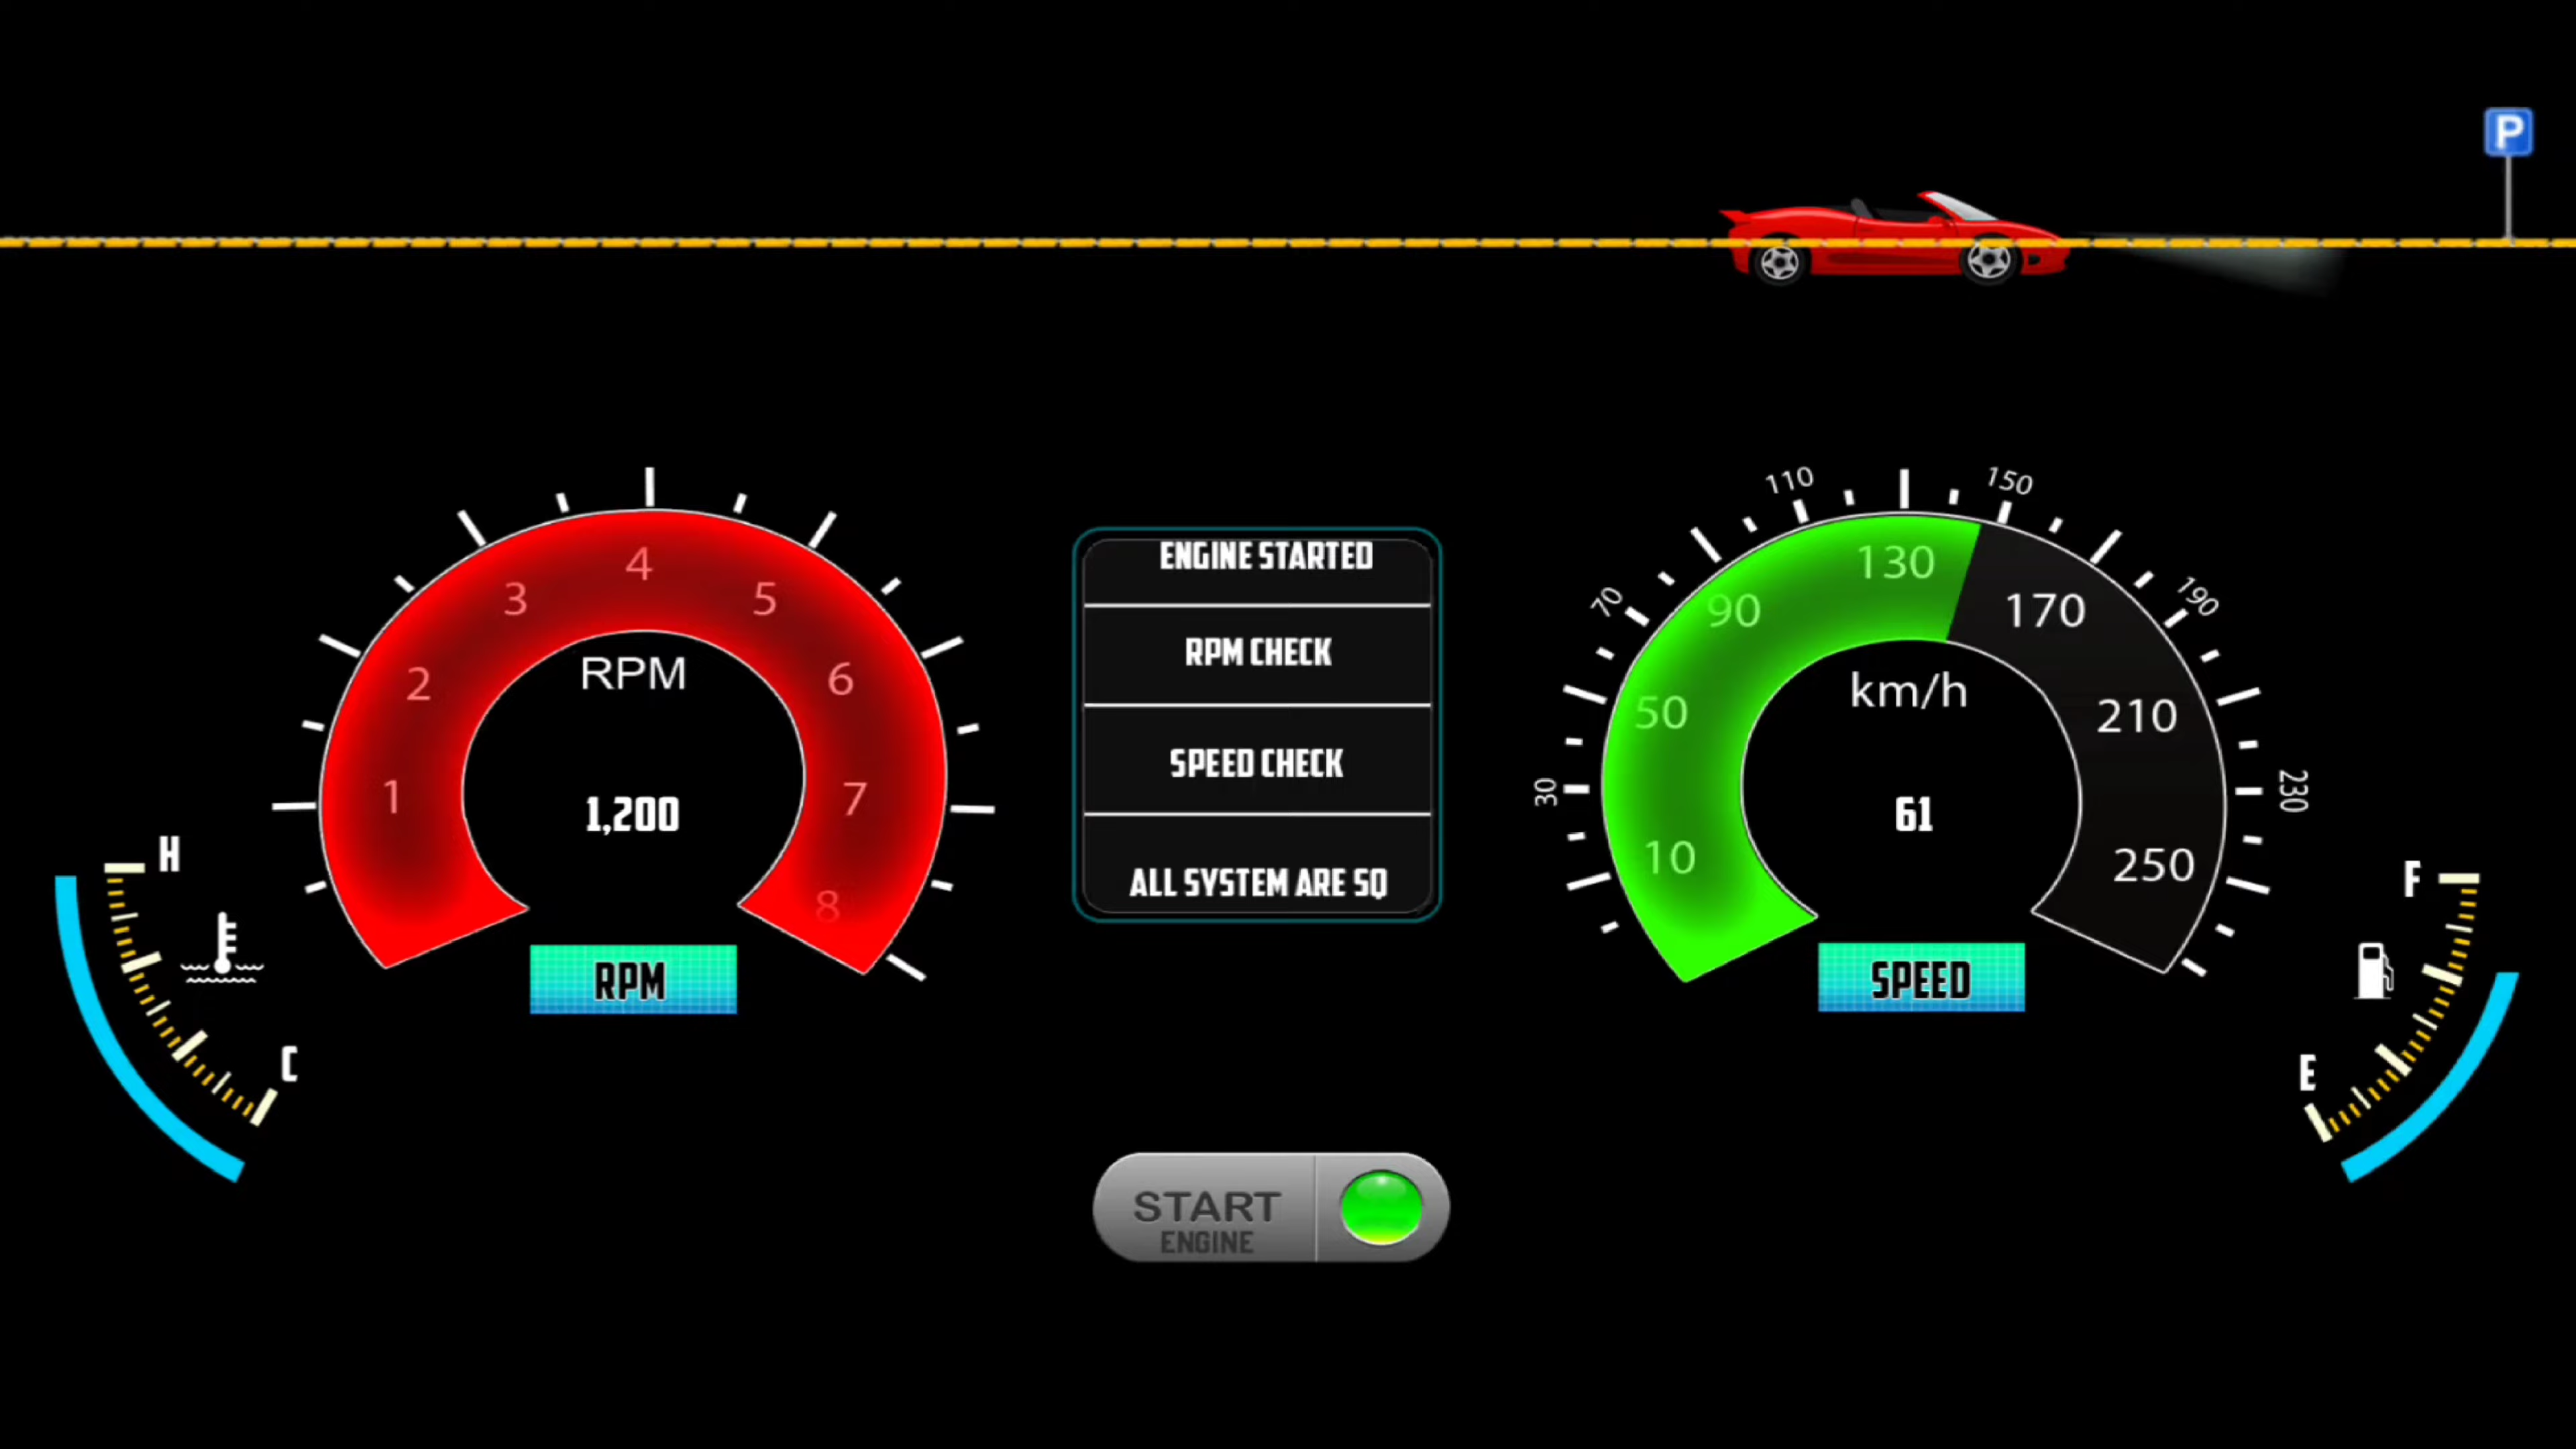 P
1
2
3
4
5
6
7
8
RPM
1,200
RPM
ENGINE STARTED
RPM CHECK
SPEED CHECK
ALL SYSTEM ARE SQ
10
30
50
70
90
110
130
150
170
190
210
230
250
km/h
61
SPEED
H
C
F
E
START
ENGINE